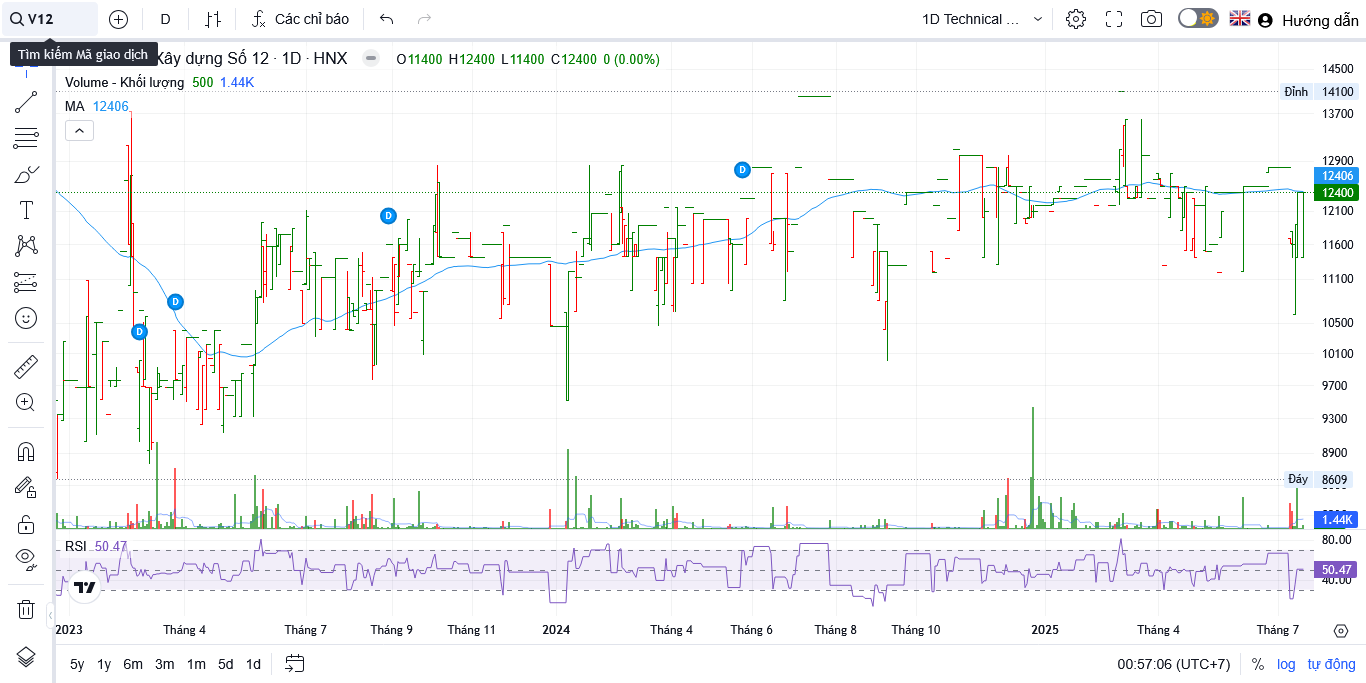 V12
D
Các chỉ báo
1D Technical ...
Hướng dẫn
Tìm kiếm Mã giao dịch
Xây dựng Số 12 · 1D · HNX
O11400 H12400 L11400 C12400 0 (0.00%)
Volume - Khối lượng 500 1.44K
MA 12406
14500
Đỉnh 14100
13700
12900
12406
12400
12100
11600
11100
10500
10100
9700
9300
8900
Đáy 8609
1.44K
D
D
D
D
RSI 50.47
80.00
50.47
40.00
2023 Tháng 4 Tháng 7 Tháng 9 Tháng 11 2024 Tháng 4 Tháng 6 Tháng 8 Tháng 10 2025 Tháng 4 Tháng 7
5y 1y 6m 3m 1m 5d 1d
00:57:06 (UTC+7) % log tự động